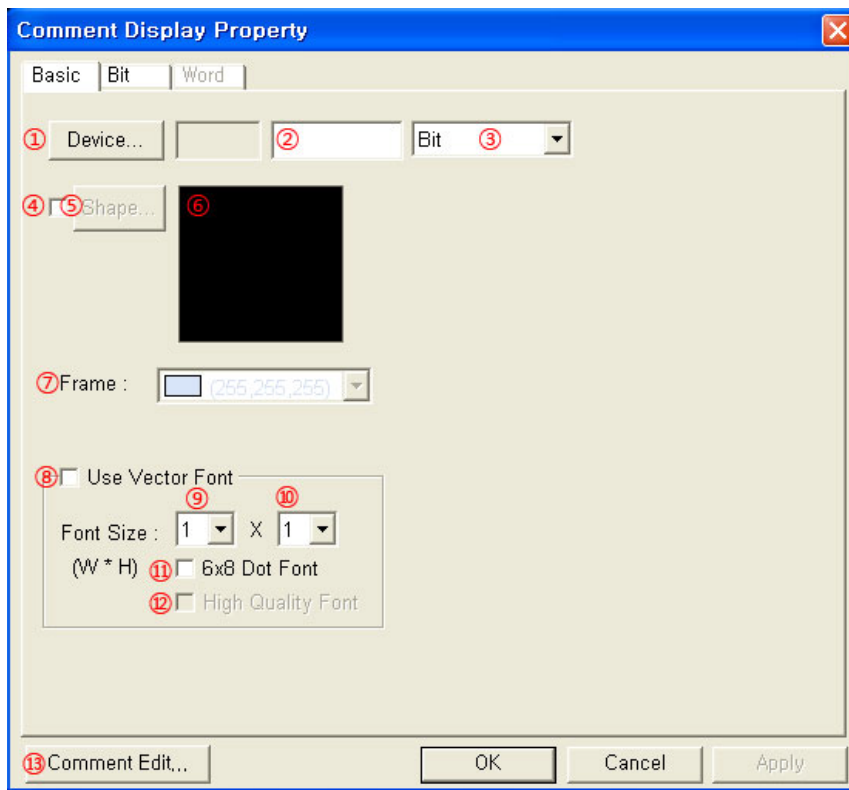 Comment Display Property
Basic Bit Word
① Device... ② Bit ③
④ ⑤ Shape... ⑥
⑦ Frame : (255,255,255)
⑧ Use Vector Font
⑨ ⑩
Font Size : 1 X 1
(W * H) ⑪ 6x8 Dot Font
⑫ High Quality Font
⑬ Comment Edit... OK Cancel Apply